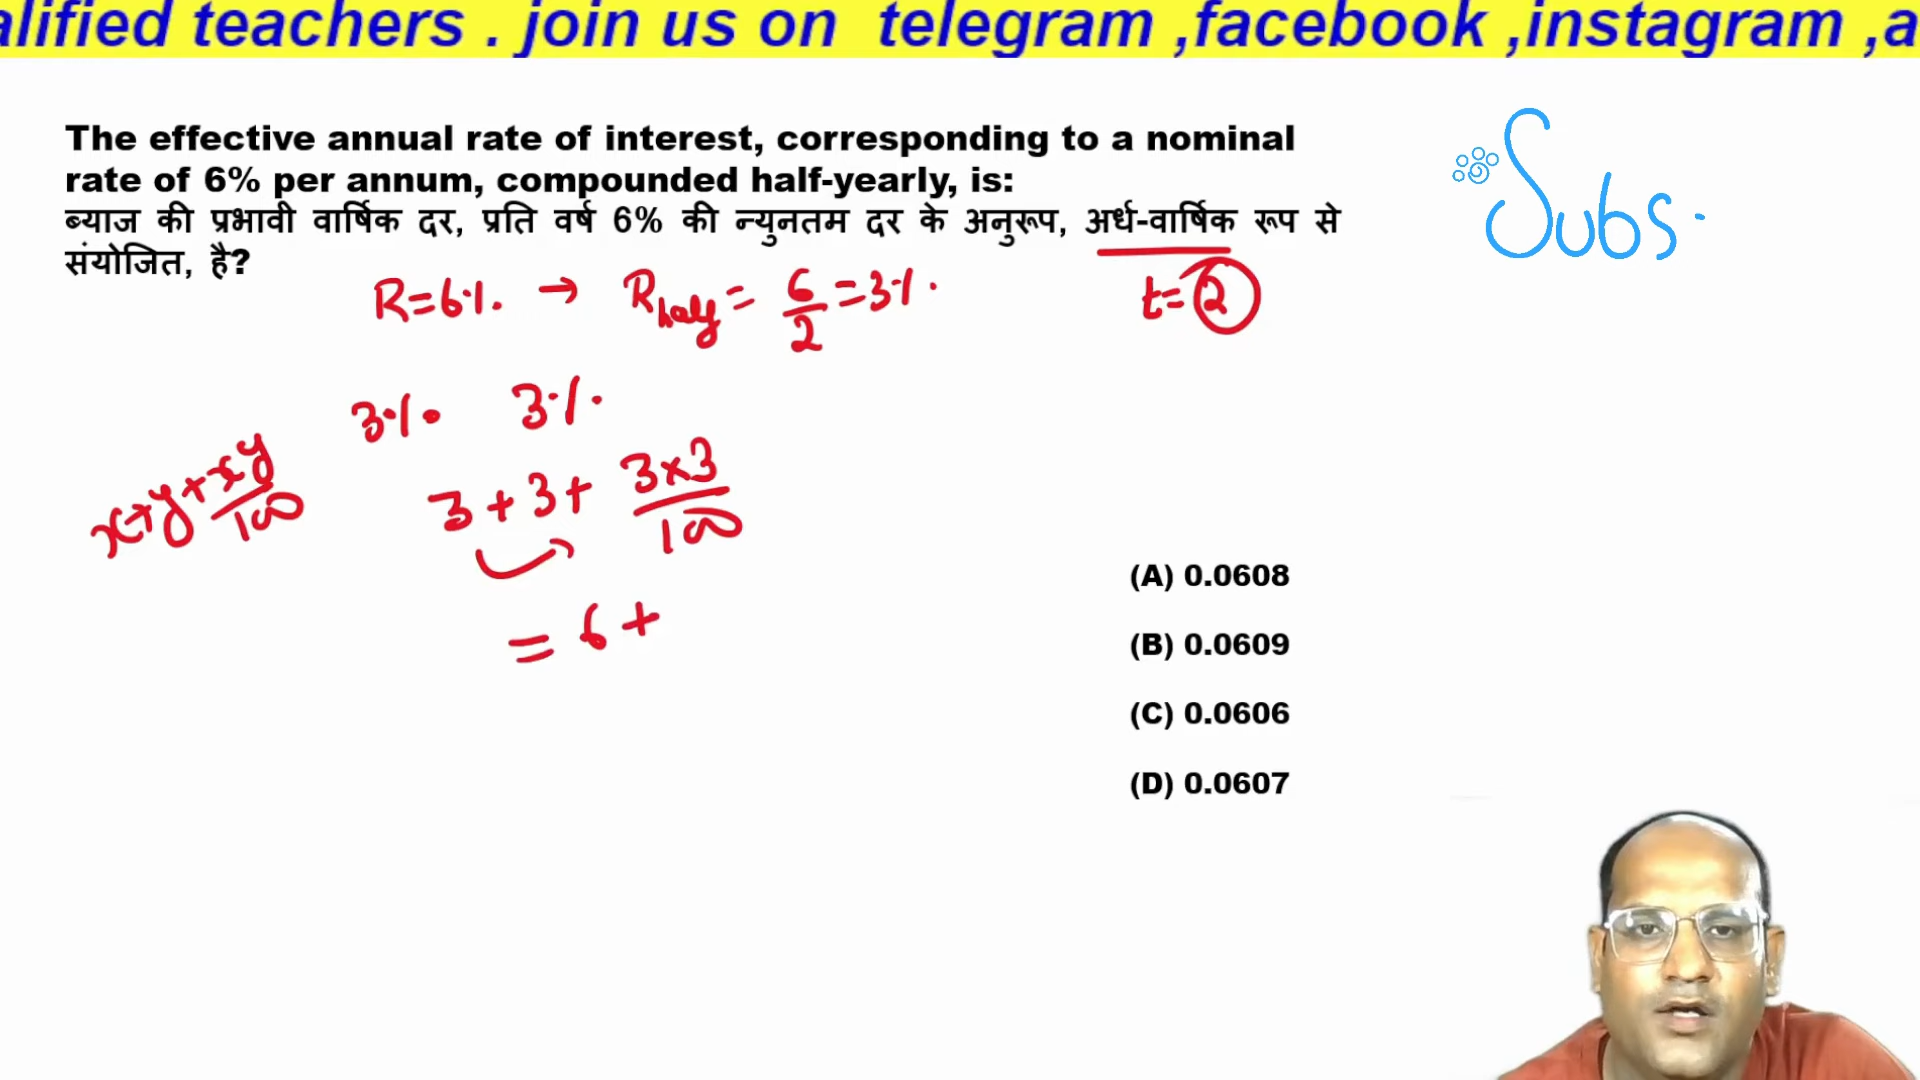 alified teachers . join us on telegram ,facebook ,instagram ,a
The effective annual rate of interest, corresponding to a nominal
rate of 6% per annum, compounded half-yearly, is:
ब्याज की प्रभावी वार्षिक दर, प्रति वर्ष 6% की न्युनतम दर के अनुरूप, अर्ध-वार्षिक रूप से
संयोजित, है?
Subs.
R=6%. → R half = 6/2 = 3%.
t=2
3%. 3%.
x+y+xy/100
3+3+ 3×3/100
= 6+
(A) 0.0608
(B) 0.0609
(C) 0.0606
(D) 0.0607